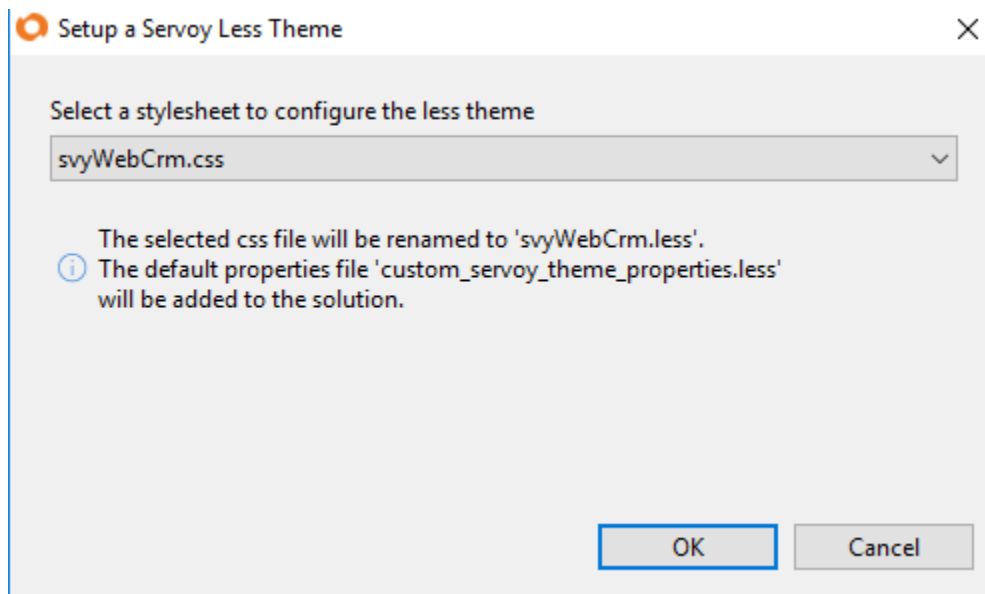 Setup a Servoy Less Theme
Select a stylesheet to configure the less theme
svyWebCrm.css
The selected css file will be renamed to 'svyWebCrm.less'.
The default properties file 'custom_servoy_theme_properties.less'
will be added to the solution.
OK
Cancel